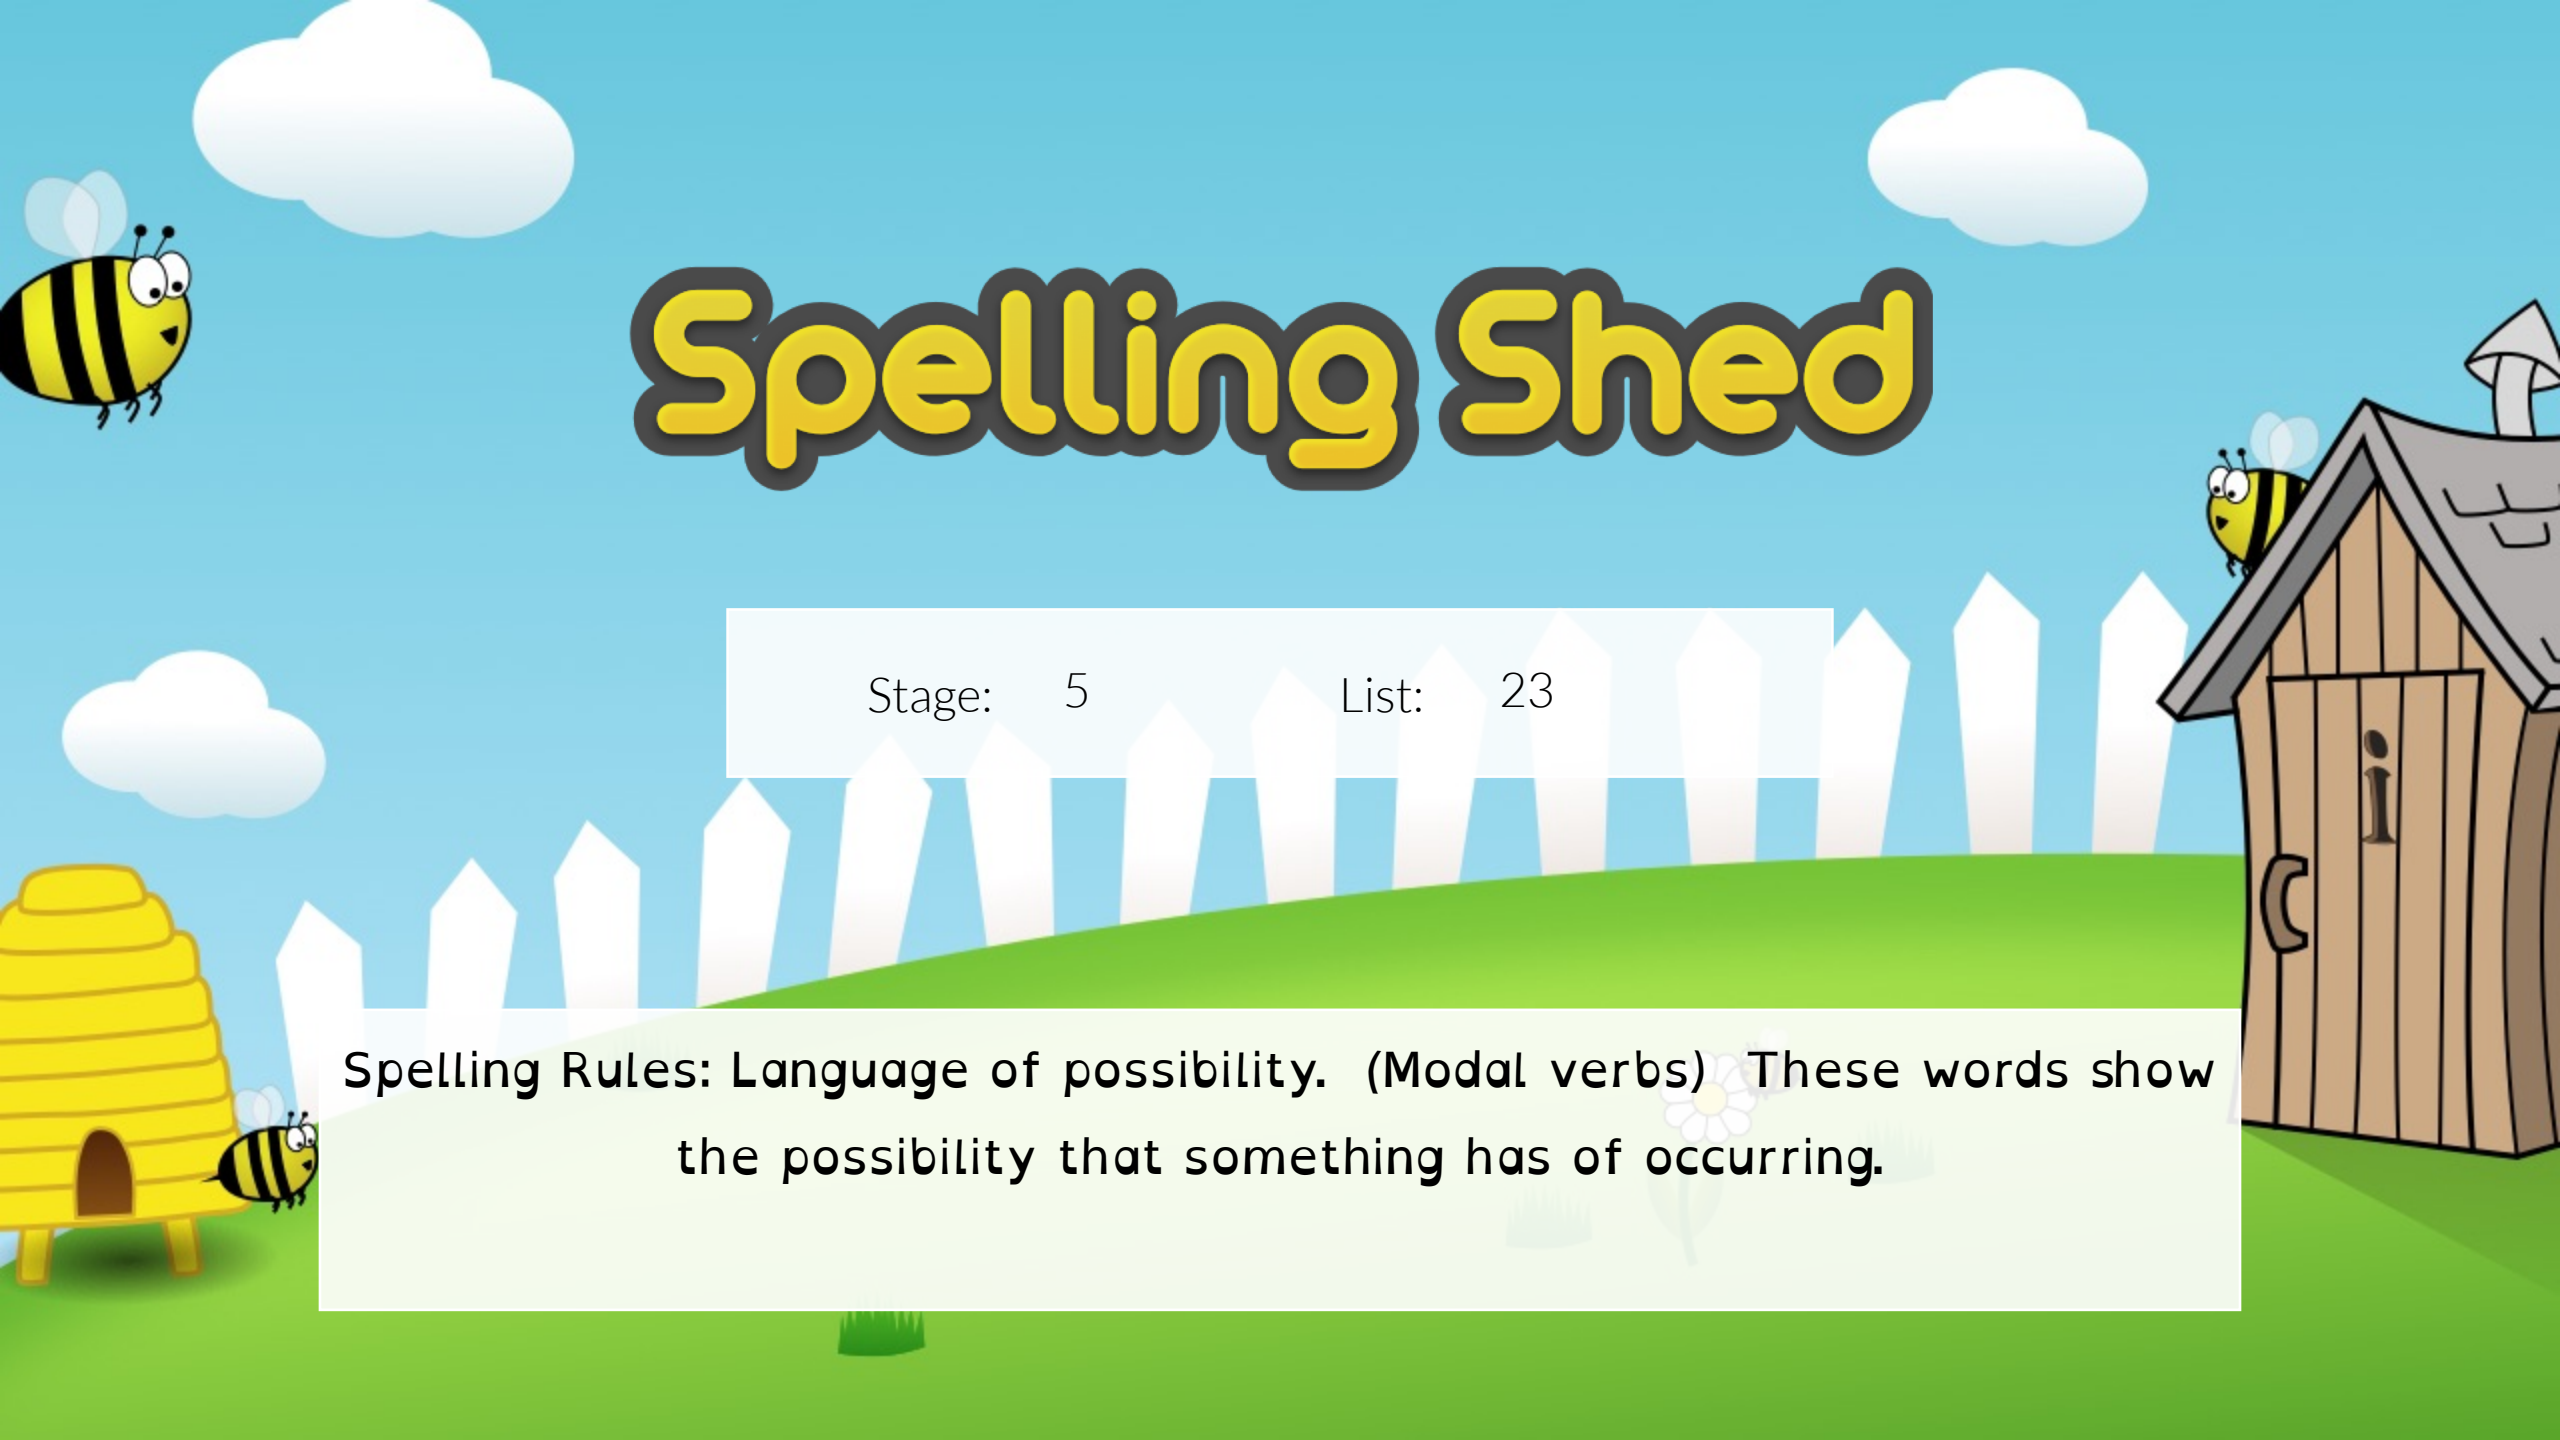 Spelling Shed
Stage: 5 List: 23
i
Spelling Rules: Language of possibility. (Modal verbs) These words show
the possibility that something has of occurring.